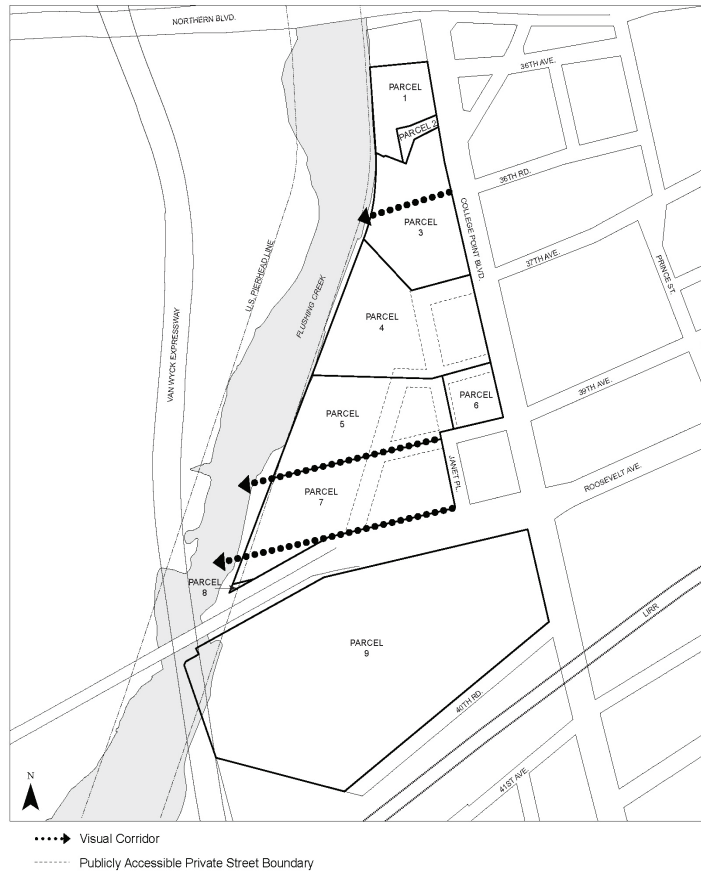 NORTHERN BLVD.
36TH AVE.
PARCEL
1
PARCEL 2
36TH RD.
COLLEGE POINT BLVD.
PARCEL
3
37TH AVE.
PRINCE ST.
U.S. PIERHEAD LINE
FLUSHING CREEK
VAN WYCK EXPRESSWAY
PARCEL
4
39TH AVE.
PARCEL
6
PARCEL
5
JANET PL.
ROOSEVELT AVE.
PARCEL
7
PARCEL
8
LIRR
PARCEL
9
40TH RD.
41ST AVE.
N
Visual Corridor
Publicly Accessible Private Street Boundary